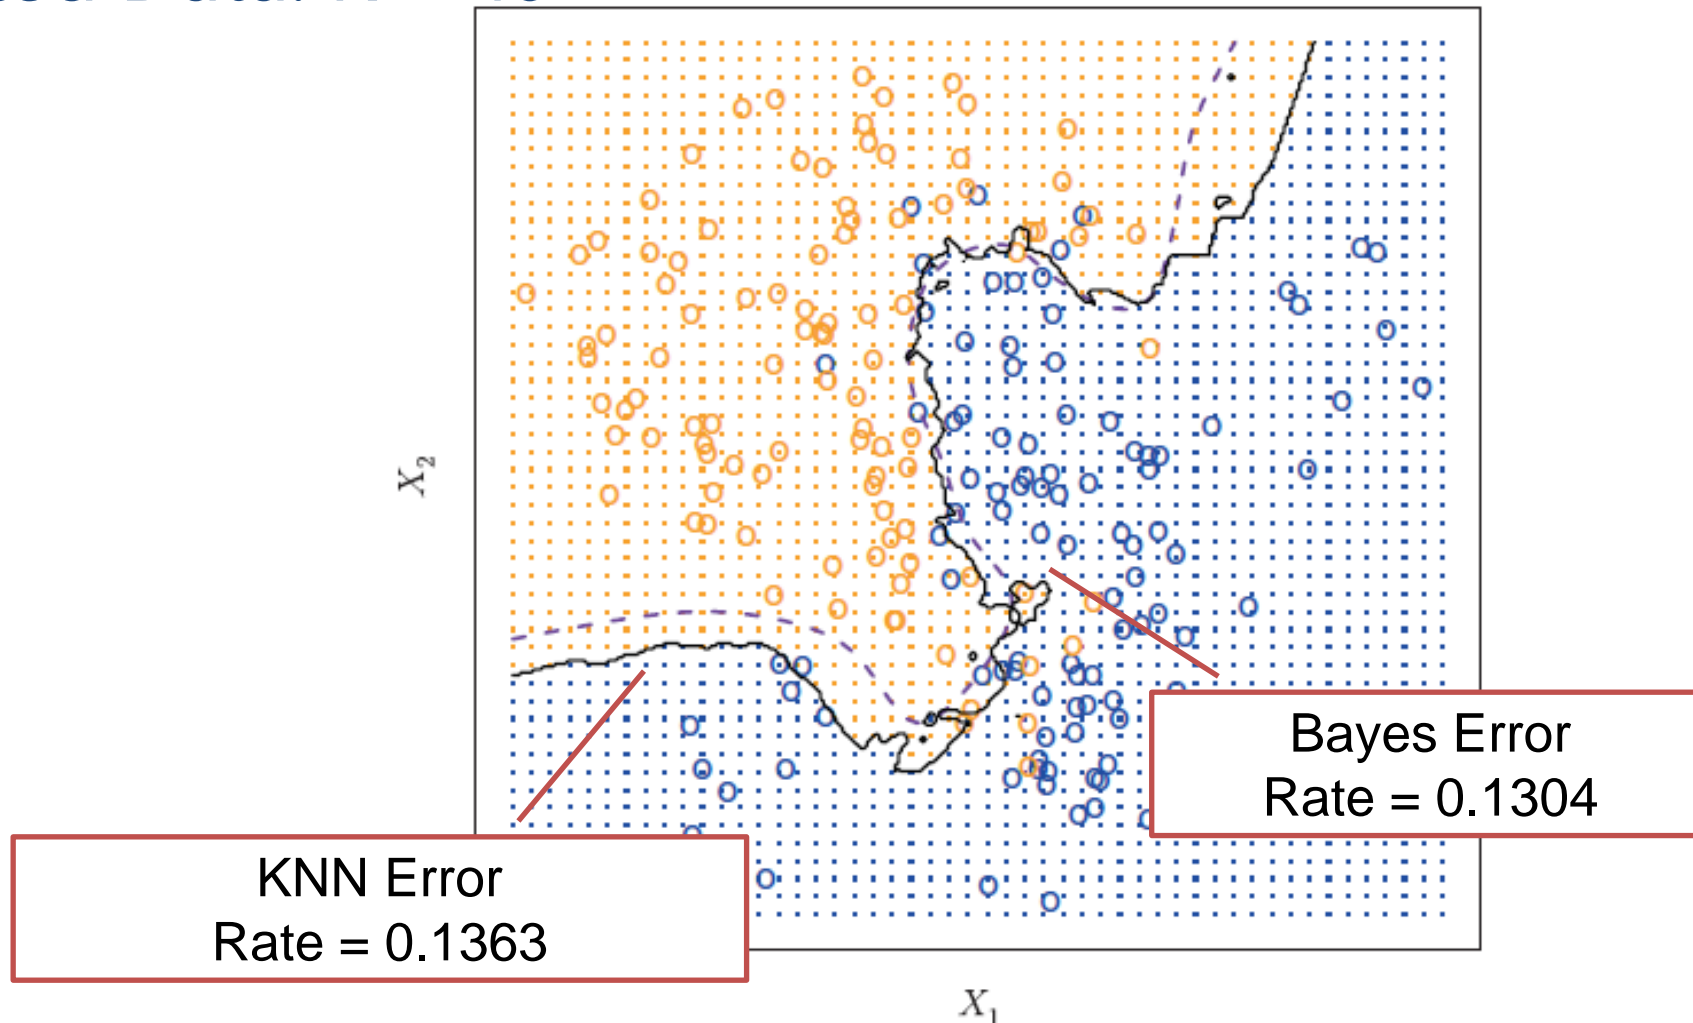 X₂
Bayes Error
Rate = 0.1304
KNN Error
Rate = 0.1363
X₁